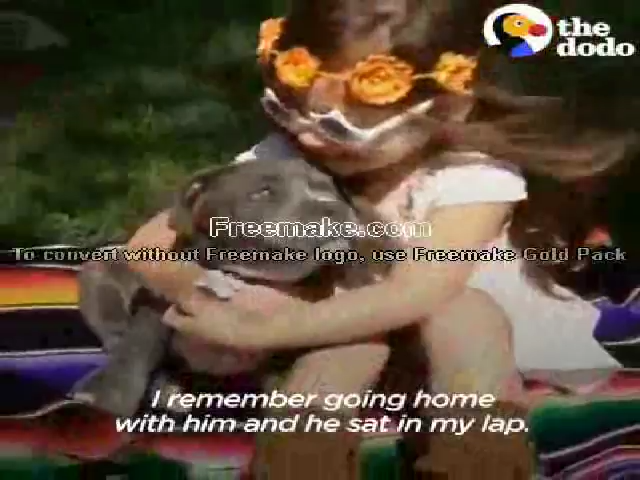 the
dodo
Freemake.com
To convert without Freemake logo, use Freemake Gold Pack
I remember going home
with him and he sat in my lap.